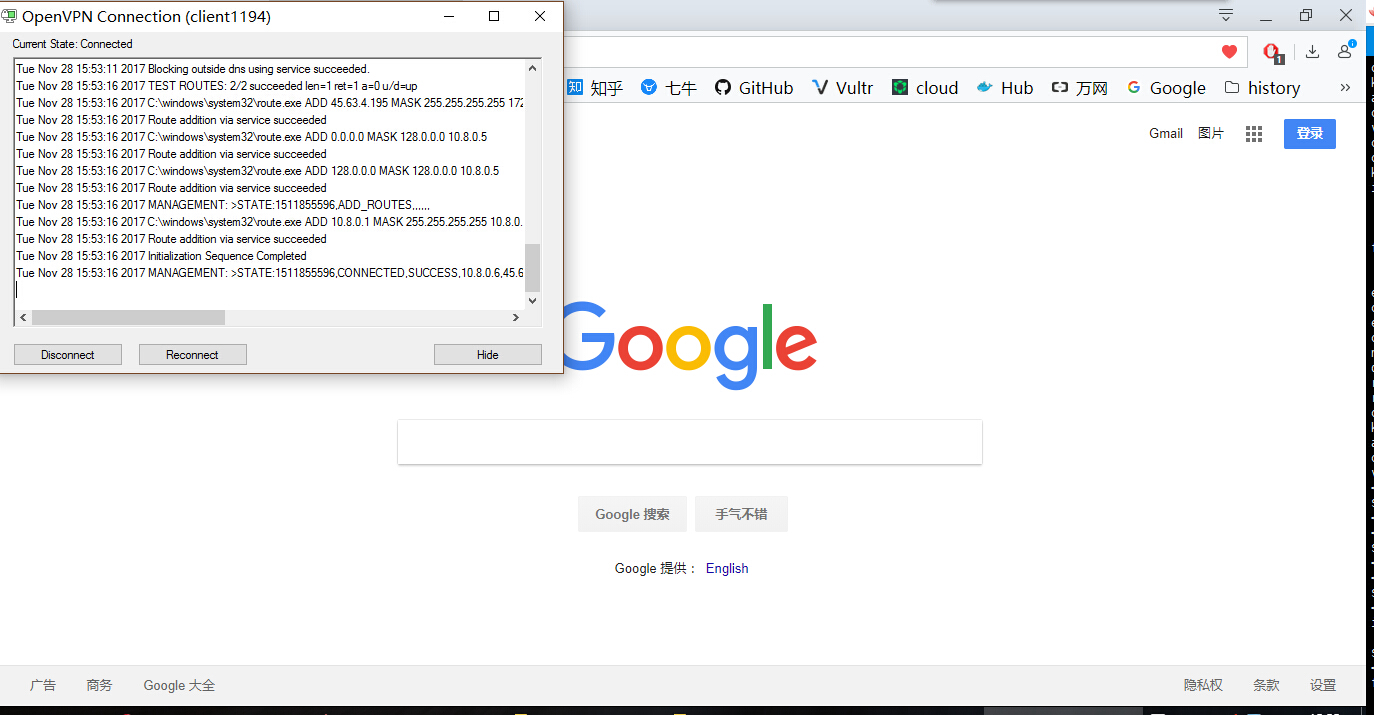 OpenVPN Connection (client1194)
Current State: Connected
Tue Nov 28 15:53:11 2017 Blocking outside dns using service succeeded.
Tue Nov 28 15:53:16 2017 TEST ROUTES: 2/2 succeeded len=1 ret=1 a=0 u/d=up
Tue Nov 28 15:53:16 2017 C:\windows\system32\route.exe ADD 45.63.4.195 MASK 255.255.255.255 172
Tue Nov 28 15:53:16 2017 Route addition via service succeeded
Tue Nov 28 15:53:16 2017 C:\windows\system32\route.exe ADD 0.0.0.0 MASK 128.0.0.0 10.8.0.5
Tue Nov 28 15:53:16 2017 Route addition via service succeeded
Tue Nov 28 15:53:16 2017 C:\windows\system32\route.exe ADD 128.0.0.0 MASK 128.0.0.0 10.8.0.5
Tue Nov 28 15:53:16 2017 Route addition via service succeeded
Tue Nov 28 15:53:16 2017 MANAGEMENT: >STATE:1511855596,ADD_ROUTES,,,,,,
Tue Nov 28 15:53:16 2017 C:\windows\system32\route.exe ADD 10.8.0.1 MASK 255.255.255.255 10.8.0.
Tue Nov 28 15:53:16 2017 Route addition via service succeeded
Tue Nov 28 15:53:16 2017 Initialization Sequence Completed
Tue Nov 28 15:53:16 2017 MANAGEMENT: >STATE:1511855596,CONNECTED,SUCCESS,10.8.0.6,45.6
Disconnect Reconnect Hide
1
知 知乎 七牛 GitHub Vultr cloud Hub 万网 Google history
Gmail 图片 登录
Google
Google 搜索 手气不错
Google 提供： English
广告 商务 Google 大全 隐私权 条款 设置